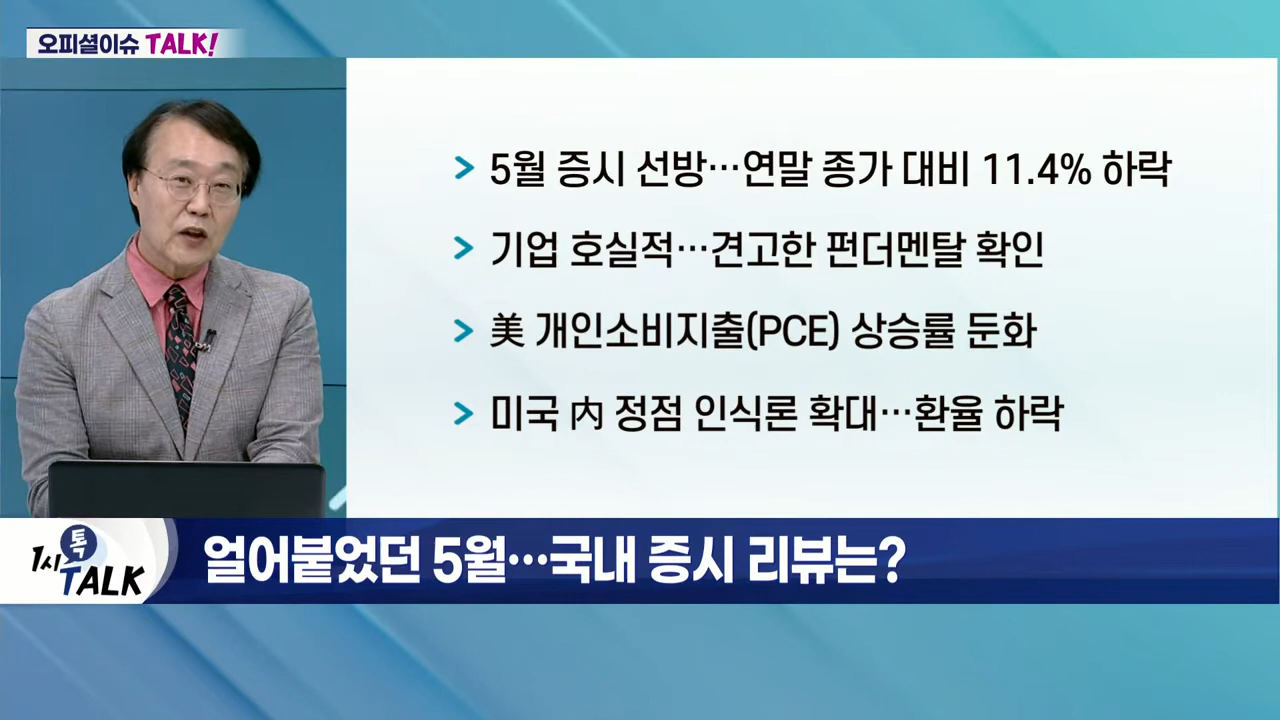 오피셜이슈 TALK!
> 5월 증시 선방…연말 종가 대비 11.4% 하락
> 기업 호실적…견고한 펀더멘탈 확인
> 美 개인소비지출(PCE) 상승률 둔화
> 미국 内 정점 인식론 확대…환율 하락
1시 톡 TALK
얼어붙었던 5월…국내 증시 리뷰는?